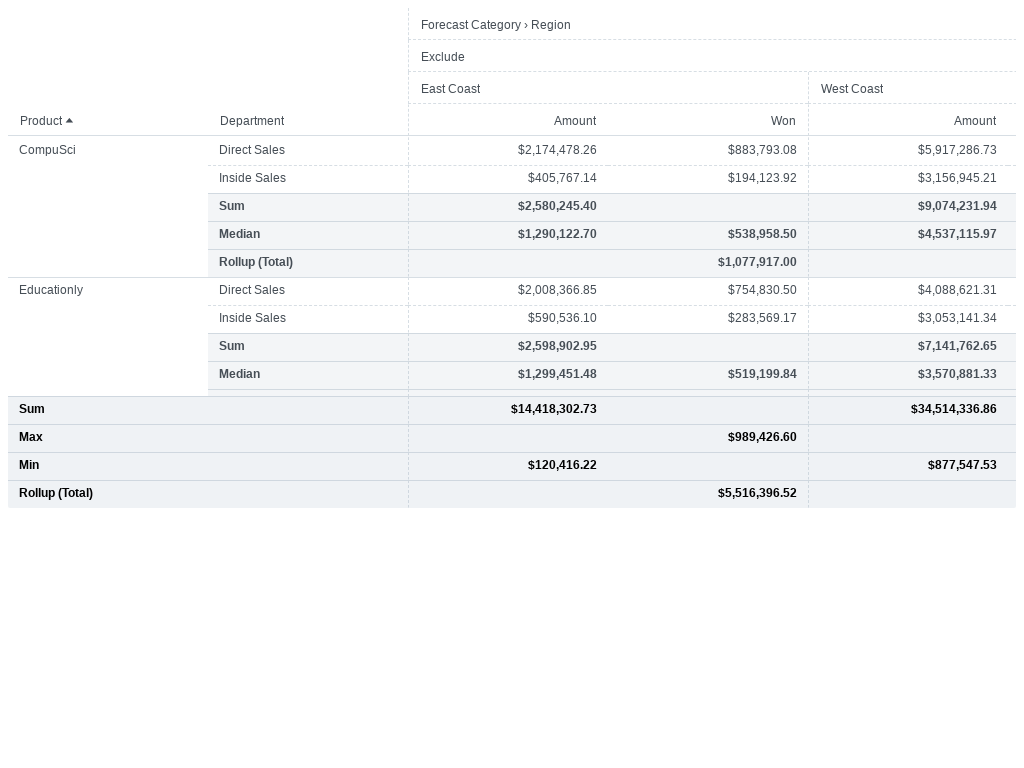 Forecast Category › Region
Exclude
East Coast West Coast
Product Department Amount Won Amount
CompuSci Direct Sales $2,174,478.26 $883,793.08 $5,917,286.73
Inside Sales $405,767.14 $194,123.92 $3,156,945.21
Sum $2,580,245.40 $9,074,231.94
Median $1,290,122.70 $538,958.50 $4,537,115.97
Rollup (Total) $1,077,917.00
Educationly Direct Sales $2,008,366.85 $754,830.50 $4,088,621.31
Inside Sales $590,536.10 $283,569.17 $3,053,141.34
Sum $2,598,902.95 $7,141,762.65
Median $1,299,451.48 $519,199.84 $3,570,881.33
Sum $14,418,302.73 $34,514,336.86
Max $989,426.60
Min $120,416.22 $877,547.53
Rollup (Total) $5,516,396.52